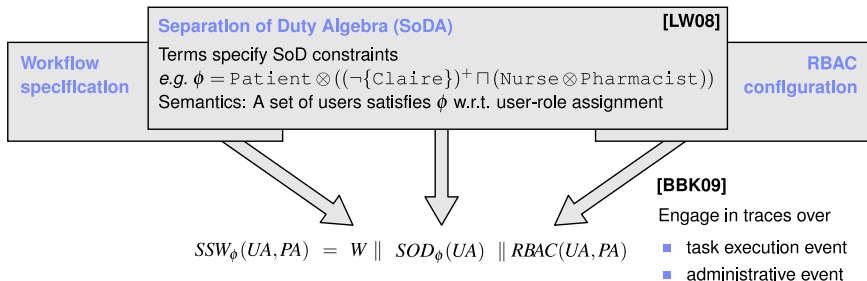 Separation of Duty Algebra (SoDA) [LW08]
Terms specify SoD constraints
e.g. ϕ = Patient ⊗ ((¬{Claire})⁺ ⊓ (Nurse ⊗ Pharmacist))
Semantics: A set of users satisfies ϕ w.r.t. user-role assignment
Workflow
specification
RBAC
configuration
[BBK09]
Engage in traces over
task execution event
administrative event
SSW_ϕ(UA,PA) = W ∥ SOD_ϕ(UA) ∥ RBAC(UA,PA)